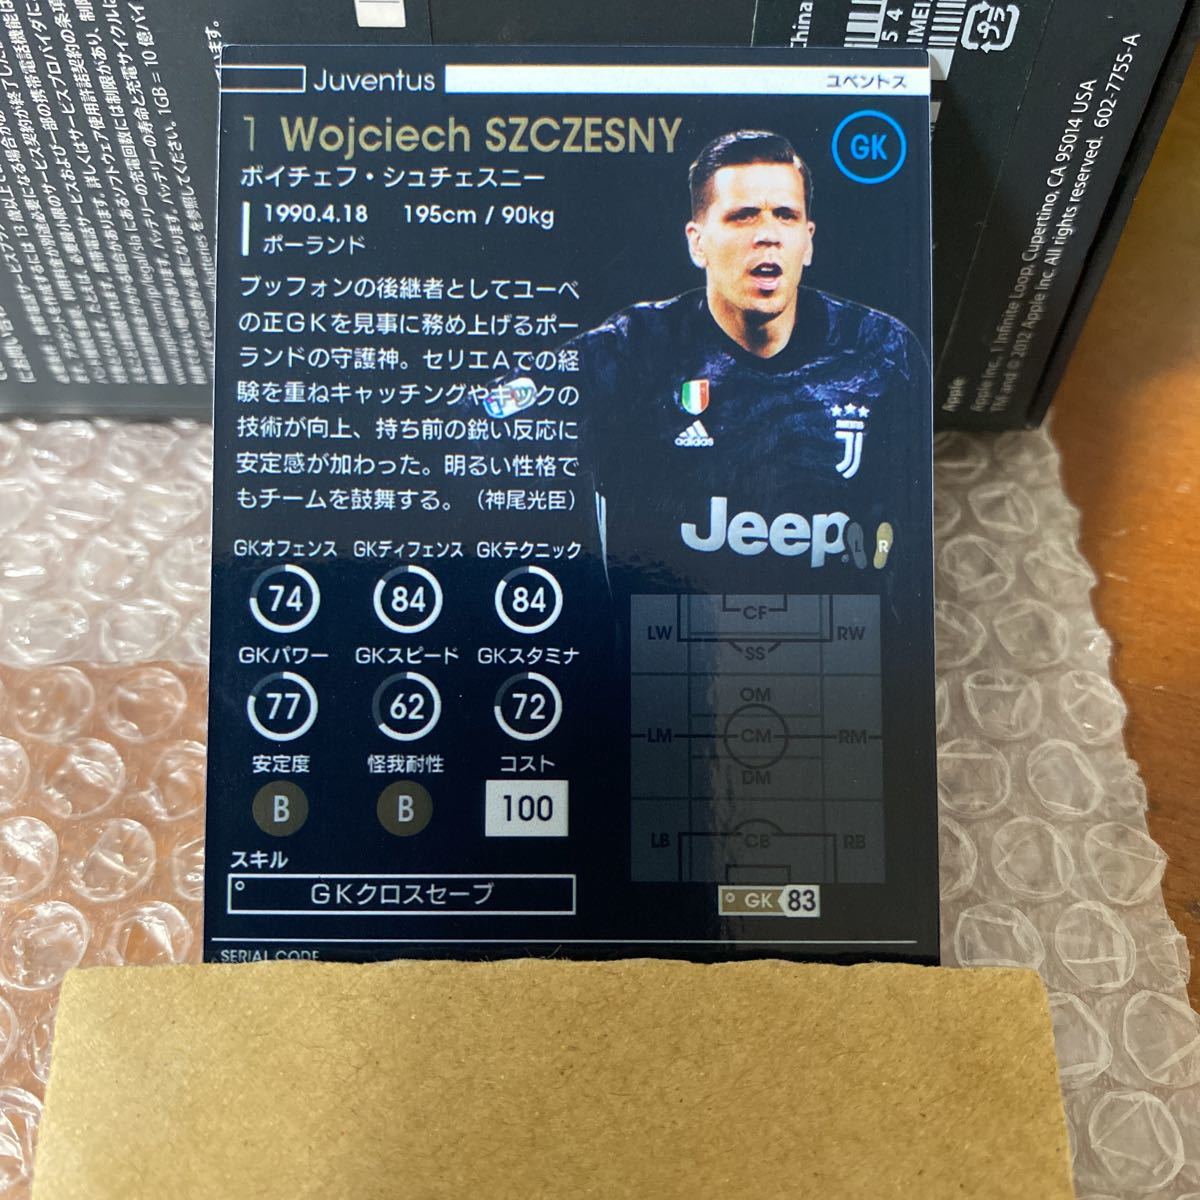 Juventus
ユベントス
1 Wojciech SZCZESNY
GK
ボイチェフ・シュチェスニー
1990.4.18 195cm / 90kg
ポーランド
ブッフォンの後継者としてユーベ
の正GKを見事に務め上げるポー
ランドの守護神。セリエAでの経
験を重ねキャッチングやキックの
技術が向上、持ち前の鋭い反応に
安定感が加わった。明るい性格で
もチームを鼓舞する。（神尾光臣）
adidas
Jeep
L R
GKオフェンス GKディフェンス GKテクニック
74 84 84
GKパワー GKスピード GKスタミナ
77 62 72
安定度 怪我耐性 コスト
B B 100
スキル
GKクロスセーブ
CF
LW RW
SS
OM
LM CM RM
DM
LB CB RB
GK 83
SERIAL CODE
Apple
Apple Inc., 1 Infinite Loop, Cupertino, CA 95014 USA
TM and © 2012 Apple Inc. All rights reserved. 602-7755-A